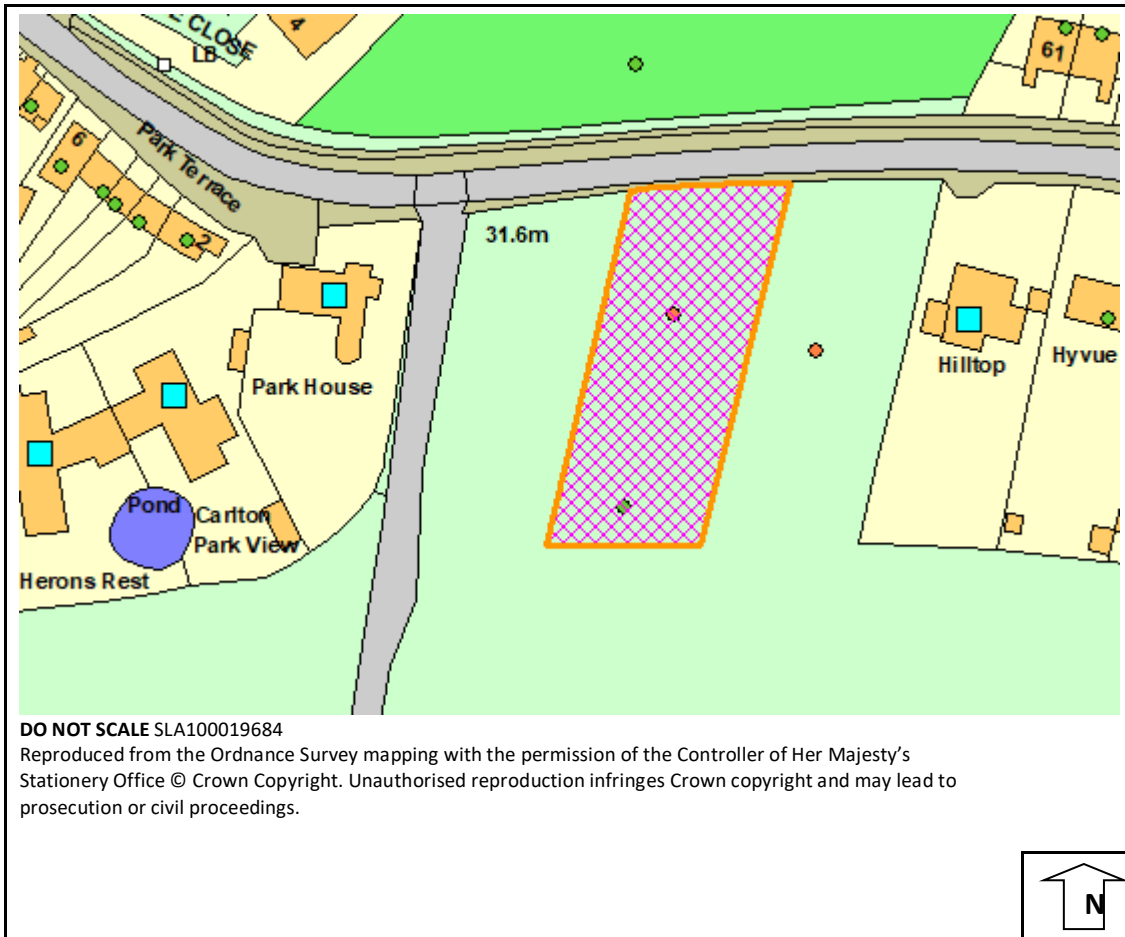 E CLOSE
LB
4
61
Park Terrace
6
2
31.6m
Park House
Hilltop
Hyvue
Pond
Carlton
Park View
Herons Rest
DO NOT SCALE SLA100019684
Reproduced from the Ordnance Survey mapping with the permission of the Controller of Her Majesty’s
Stationery Office © Crown Copyright. Unauthorised reproduction infringes Crown copyright and may lead to
prosecution or civil proceedings.
N